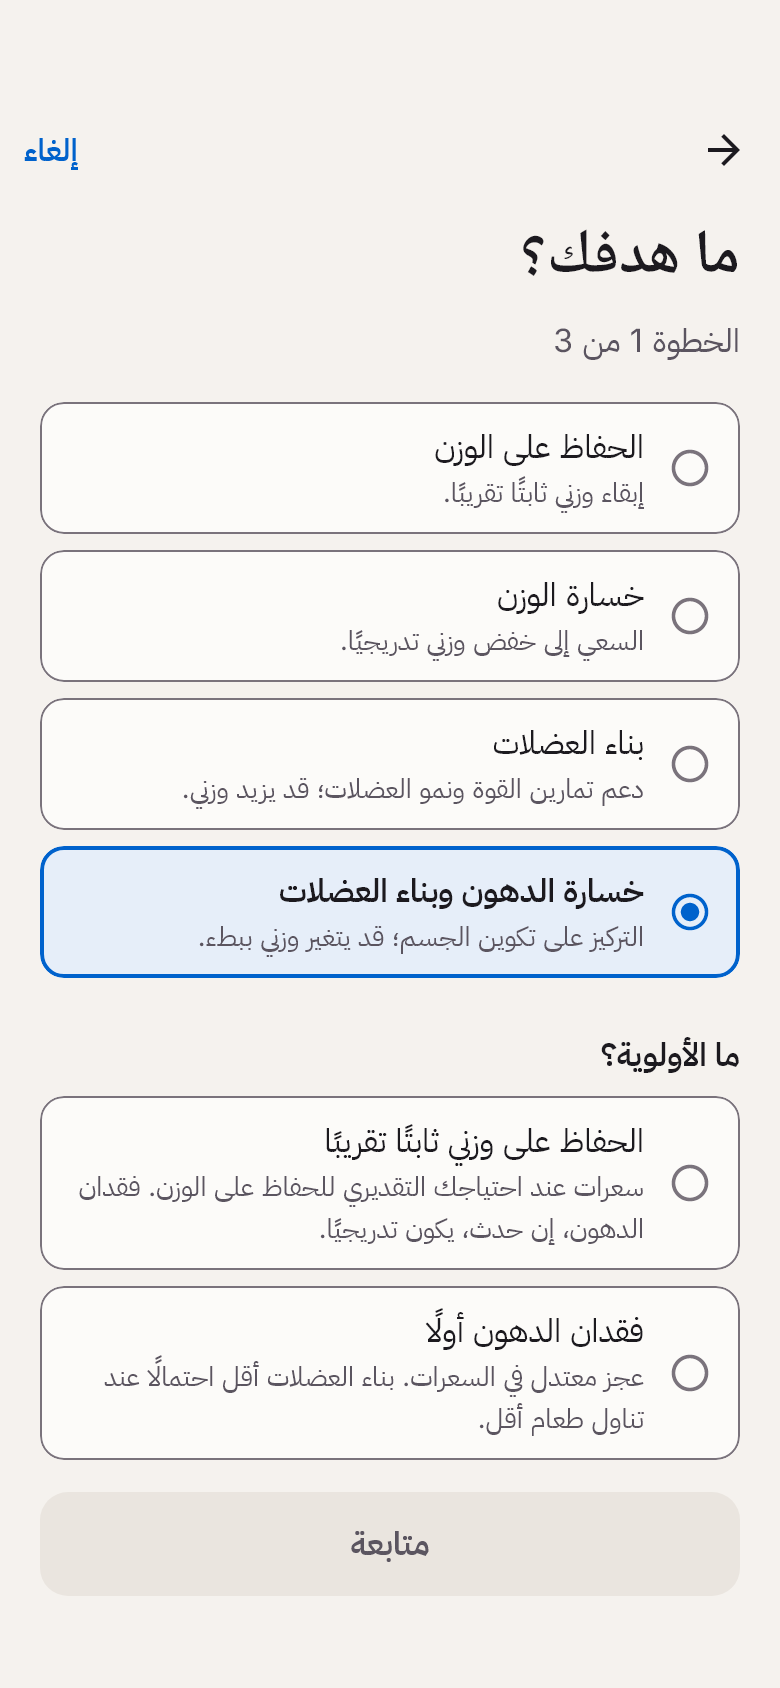 إلغاء
ما هدفك؟
الخطوة 1 من 3
الحفاظ على الوزن
إبقاء وزني ثابتًا تقريبًا.
خسارة الوزن
السعي إلى خفض وزني تدريجيًا.
بناء العضلات
دعم تمارين القوة ونمو العضلات؛ قد يزيد وزني.
خسارة الدهون وبناء العضلات
التركيز على تكوين الجسم؛ قد يتغير وزني ببطء.
ما الأولوية؟
الحفاظ على وزني ثابتًا تقريبًا
سعرات عند احتياجك التقديري للحفاظ على الوزن. فقدان
الدهون، إن حدث، يكون تدريجيًا.
فقدان الدهون أولًا
عجز معتدل في السعرات. بناء العضلات أقل احتمالًا عند
تناول طعام أقل.
متابعة